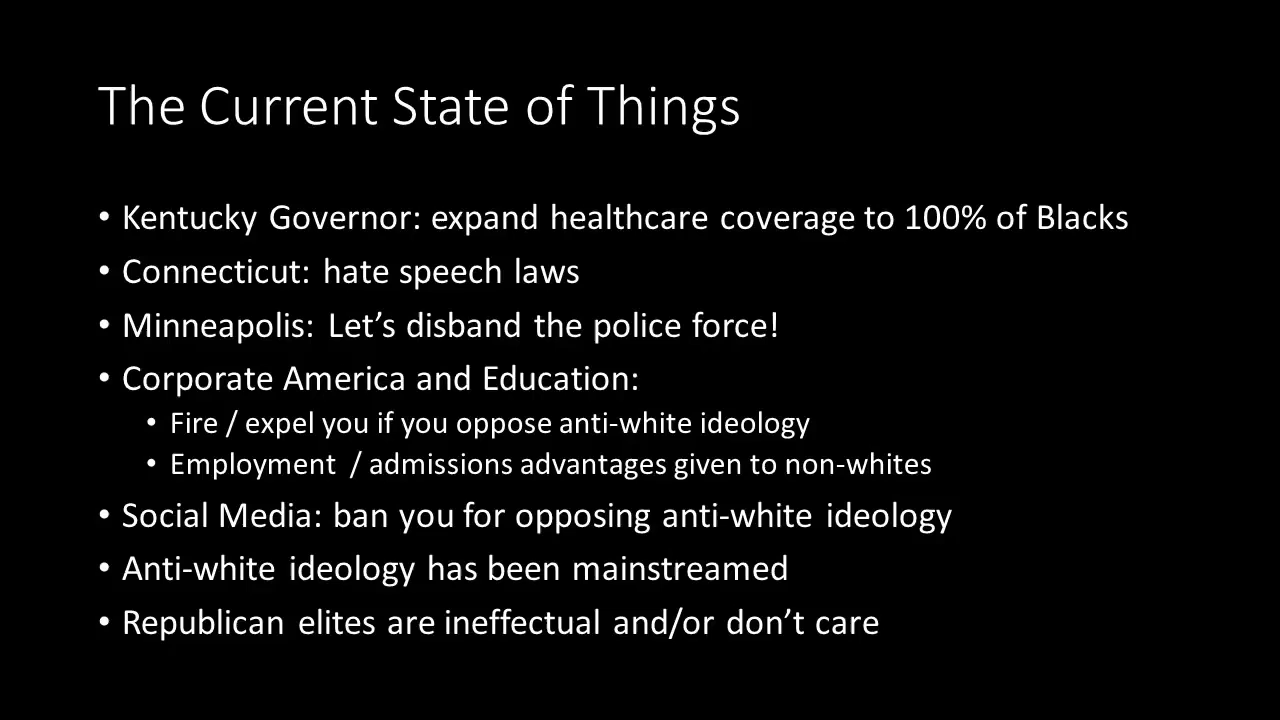 The Current State of Things
• Kentucky Governor: expand healthcare coverage to 100% of Blacks
• Connecticut: hate speech laws
• Minneapolis: Let’s disband the police force!
• Corporate America and Education:
• Fire / expel you if you oppose anti-white ideology
• Employment / admissions advantages given to non-whites
• Social Media: ban you for opposing anti-white ideology
• Anti-white ideology has been mainstreamed
• Republican elites are ineffectual and/or don’t care